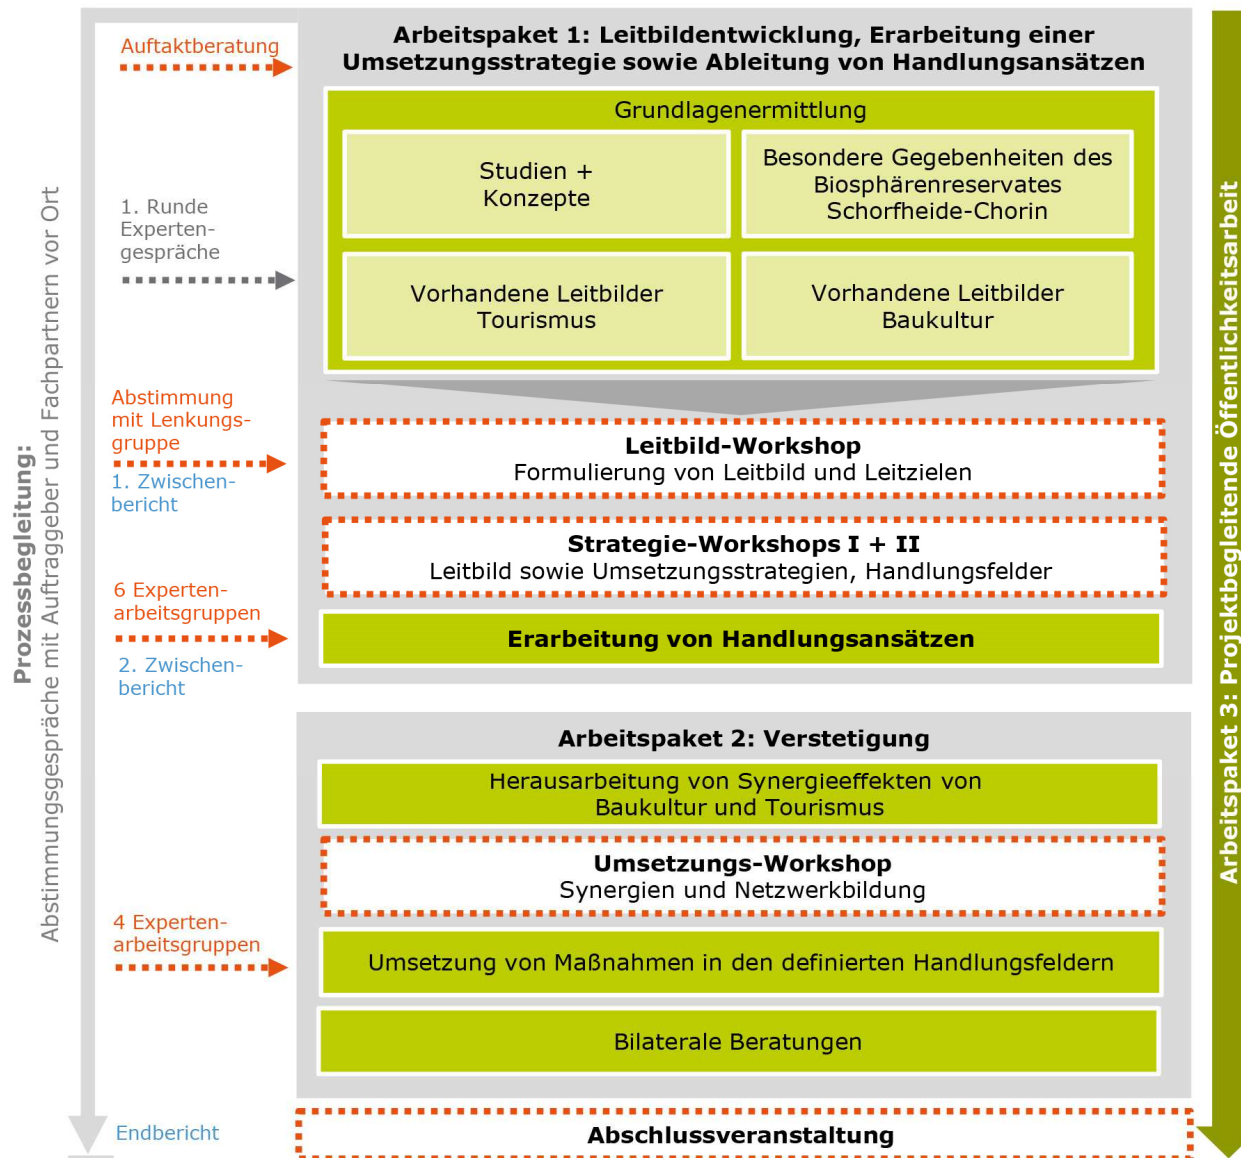 Prozessbegleitung:
Abstimmungsgespräche mit Auftraggeber und Fachpartnern vor Ort
Auftaktberatung
1. Runde
Experten-
gespräche
Abstimmung
mit Lenkungs-
gruppe
1. Zwischen-
bericht
6 Experten-
arbeitsgruppen
2. Zwischen-
bericht
4 Experten-
arbeitsgruppen
Endbericht
Arbeitspaket 1: Leitbildentwicklung, Erarbeitung einer
Umsetzungsstrategie sowie Ableitung von Handlungsansätzen
Grundlagenermittlung
Studien +
Konzepte
Besondere Gegebenheiten des
Biosphärenreservates
Schorfheide-Chorin
Vorhandene Leitbilder
Tourismus
Vorhandene Leitbilder
Baukultur
Leitbild-Workshop
Formulierung von Leitbild und Leitzielen
Strategie-Workshops I + II
Leitbild sowie Umsetzungsstrategien, Handlungsfelder
Erarbeitung von Handlungsansätzen
Arbeitspaket 2: Verstetigung
Herausarbeitung von Synergieeffekten von
Baukultur und Tourismus
Umsetzungs-Workshop
Synergien und Netzwerkbildung
Umsetzung von Maßnahmen in den definierten Handlungsfeldern
Bilaterale Beratungen
Abschlussveranstaltung
Arbeitspaket 3: Projektbegleitende Öffentlichkeitsarbeit